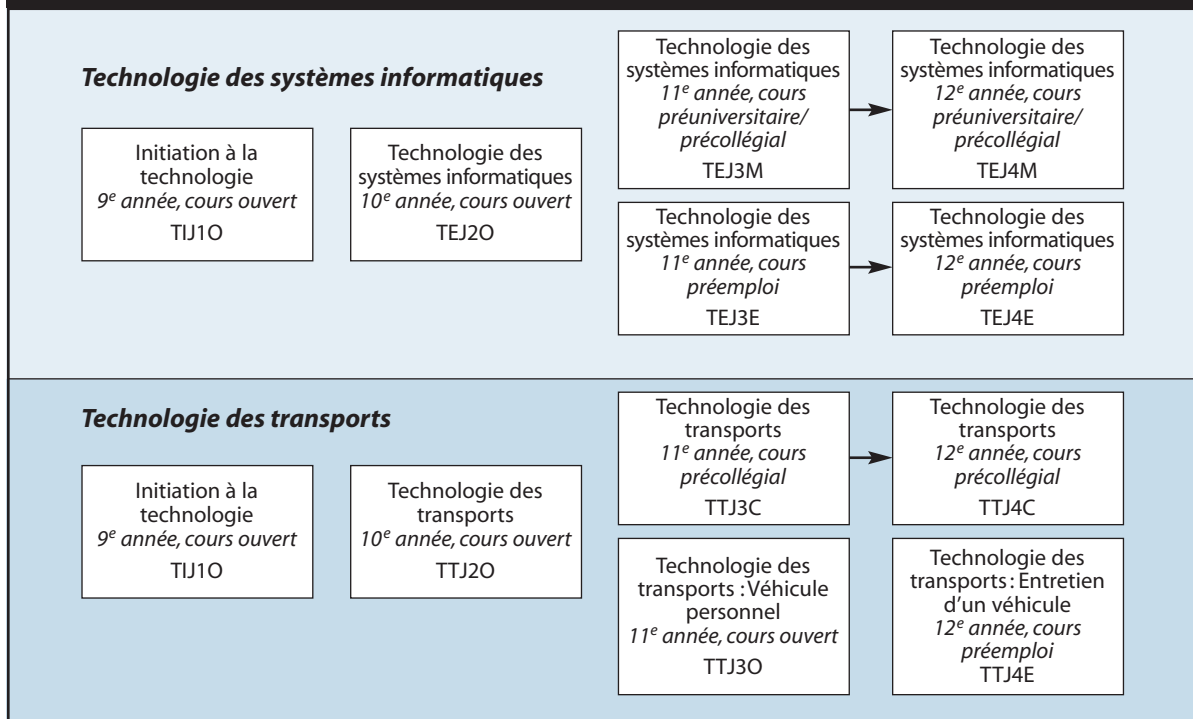 Technologie des systèmes informatiques
Initiation à la
technologie
9e année, cours ouvert
TIJ1O
Technologie des
systèmes informatiques
10e année, cours ouvert
TEJ2O
Technologie des
systèmes informatiques
11e année, cours
préuniversitaire/
précollégial
TEJ3M
Technologie des
systèmes informatiques
12e année, cours
préuniversitaire/
précollégial
TEJ4M
Technologie des
systèmes informatiques
11e année, cours
préemploi
TEJ3E
Technologie des
systèmes informatiques
12e année, cours
préemploi
TEJ4E
Technologie des transports
Initiation à la
technologie
9e année, cours ouvert
TIJ1O
Technologie des
transports
10e année, cours ouvert
TTJ2O
Technologie des
transports
11e année, cours
précollégial
TTJ3C
Technologie des
transports
12e année, cours
précollégial
TTJ4C
Technologie des
transports : Véhicule
personnel
11e année, cours ouvert
TTJ3O
Technologie des
transports : Entretien
d'un véhicule
12e année, cours
préemploi
TTJ4E